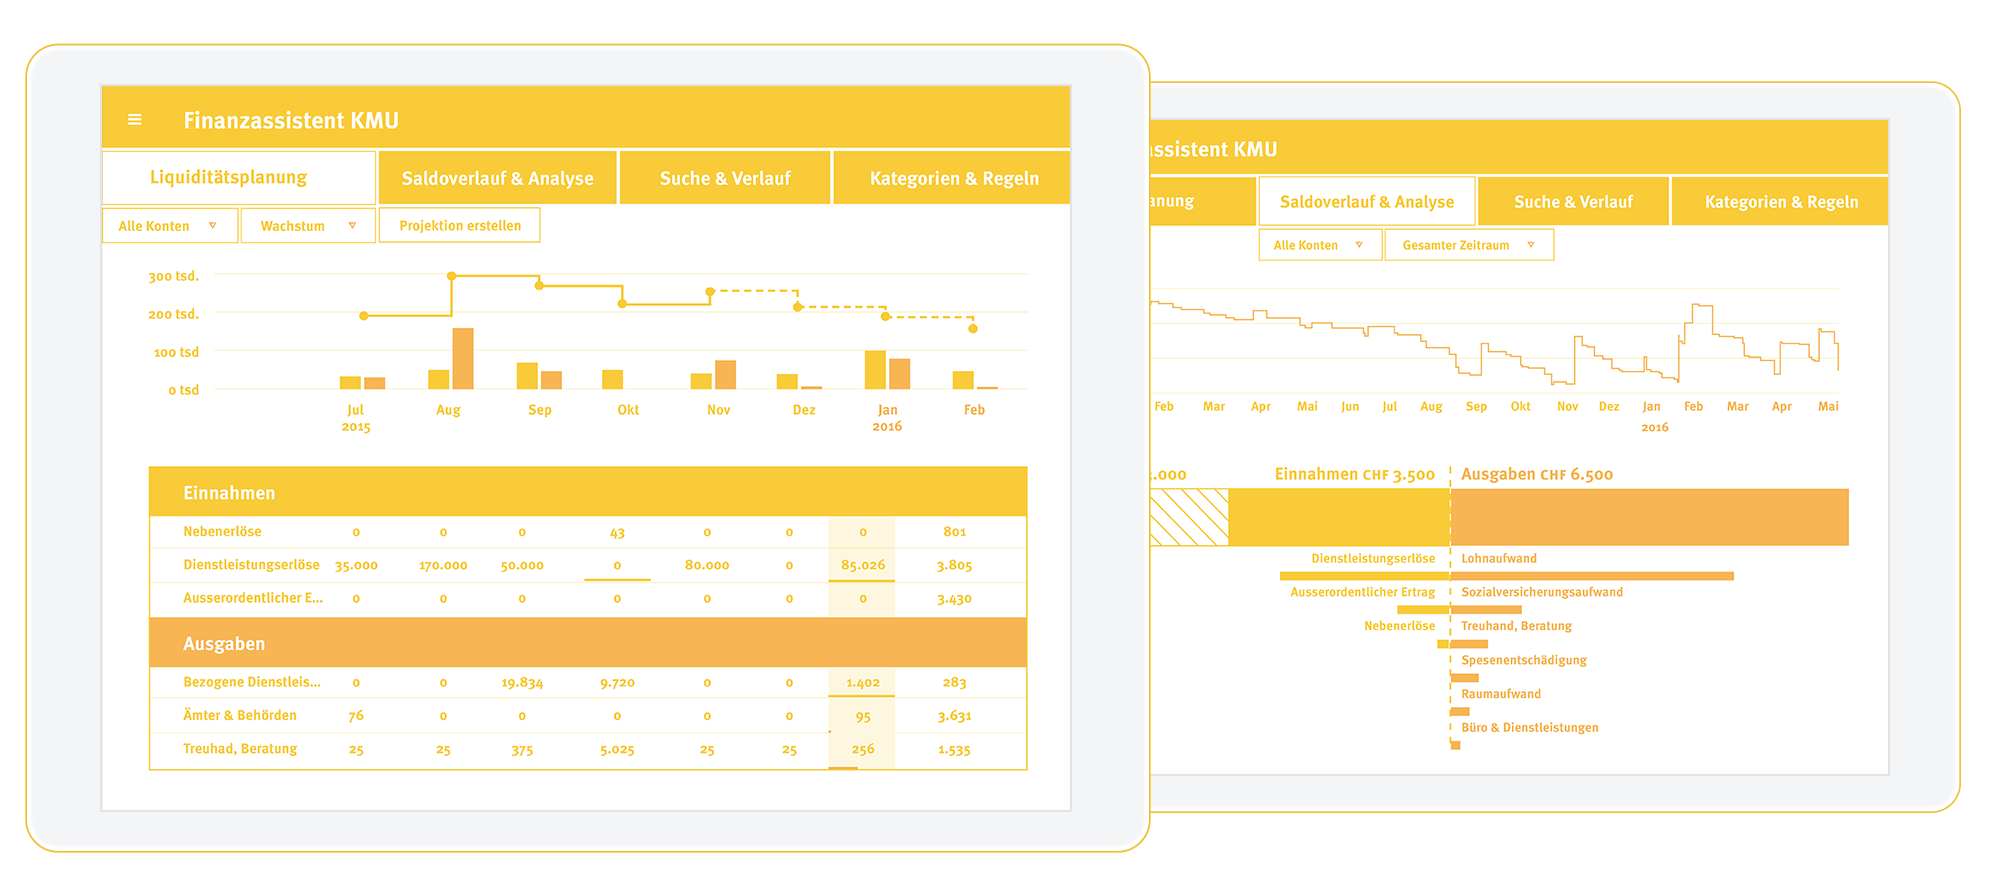 Finanzassistent KMU
Liquiditätsplanung Saldoverlauf & Analyse Suche & Verlauf Kategorien & Regeln
Alle Konten Wachstum Projektion erstellen
300 tsd.
200 tsd.
100 tsd
0 tsd
Jul Aug Sep Okt Nov Dez Jan Feb
2015 2016
Einnahmen
Nebenerlöse 0 0 0 43 0 0 0 801
Dienstleistungserlöse 35.000 170.000 50.000 0 80.000 0 85.026 3.805
Ausserordentlicher E... 0 0 0 0 0 0 0 3.430
Ausgaben
Bezogene Dienstleis... 0 0 19.834 9.720 0 0 1.402 283
Ämter & Behörden 76 0 0 0 0 0 95 3.631
Treuhad, Beratung 25 25 375 5.025 25 25 256 1.535
ssistent KMU
anung Saldoverlauf & Analyse Suche & Verlauf Kategorien & Regeln
Alle Konten Gesamter Zeitraum
Feb Mar Apr Mai Jun Jul Aug Sep Okt Nov Dez Jan Feb Mar Apr Mai
2016
.000 Einnahmen CHF 3.500 Ausgaben CHF 6.500
Dienstleistungserlöse Lohnaufwand
Ausserordentlicher Ertrag Sozialversicherungsaufwand
Nebenerlöse Treuhand, Beratung
Spesenentschädigung
Raumaufwand
Büro & Dienstleistungen